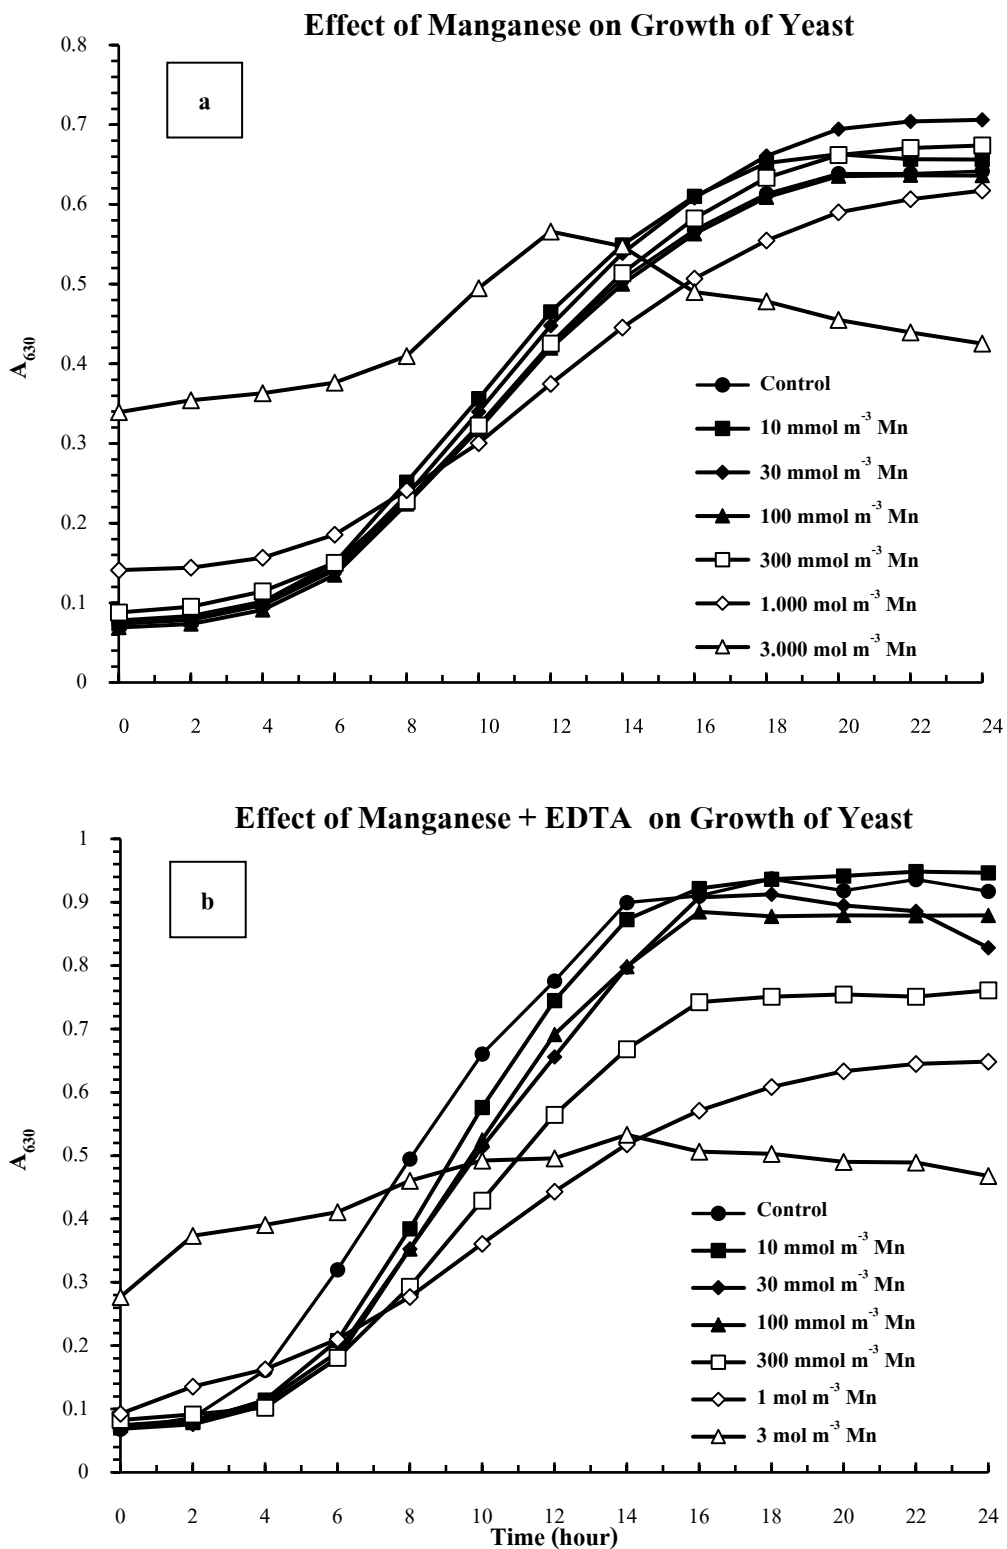 Effect of Manganese on Growth of Yeast
a
A630
0.8
0.7
0.6
0.5
0.4
0.3
0.2
0.1
0
Control
10 mmol m-3 Mn
30 mmol m-3 Mn
100 mmol m-3 Mn
300 mmol m-3 Mn
1.000 mol m-3 Mn
3.000 mol m-3 Mn
0 2 4 6 8 10 12 14 16 18 20 22 24
Effect of Manganese + EDTA on Growth of Yeast
b
A630
1
0.9
0.8
0.7
0.6
0.5
0.4
0.3
0.2
0.1
0
Control
10 mmol m-3 Mn
30 mmol m-3 Mn
100 mmol m-3 Mn
300 mmol m-3 Mn
1 mol m-3 Mn
3 mol m-3 Mn
0 2 4 6 8 10 12 14 16 18 20 22 24
Time (hour)